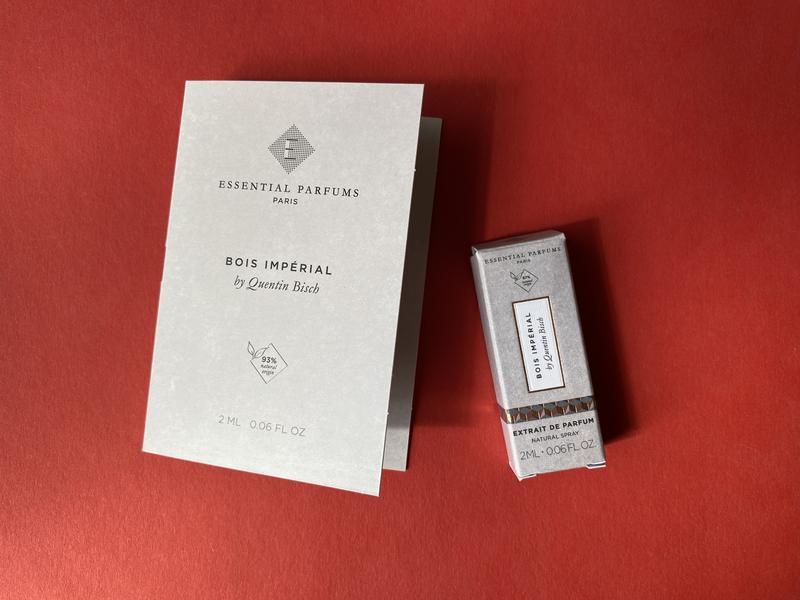 E
ESSENTIAL PARFUMS
PARIS
BOIS IMPÉRIAL
by Quentin Bisch
93%
natural
origin
2 ML 0.06 FL OZ
ESSENTIAL PARFUMS
PARIS
BOIS IMPÉRIAL
by Quentin Bisch
EXTRAIT DE PARFUM
NATURAL SPRAY
2ML • 0.06 FL.OZ.